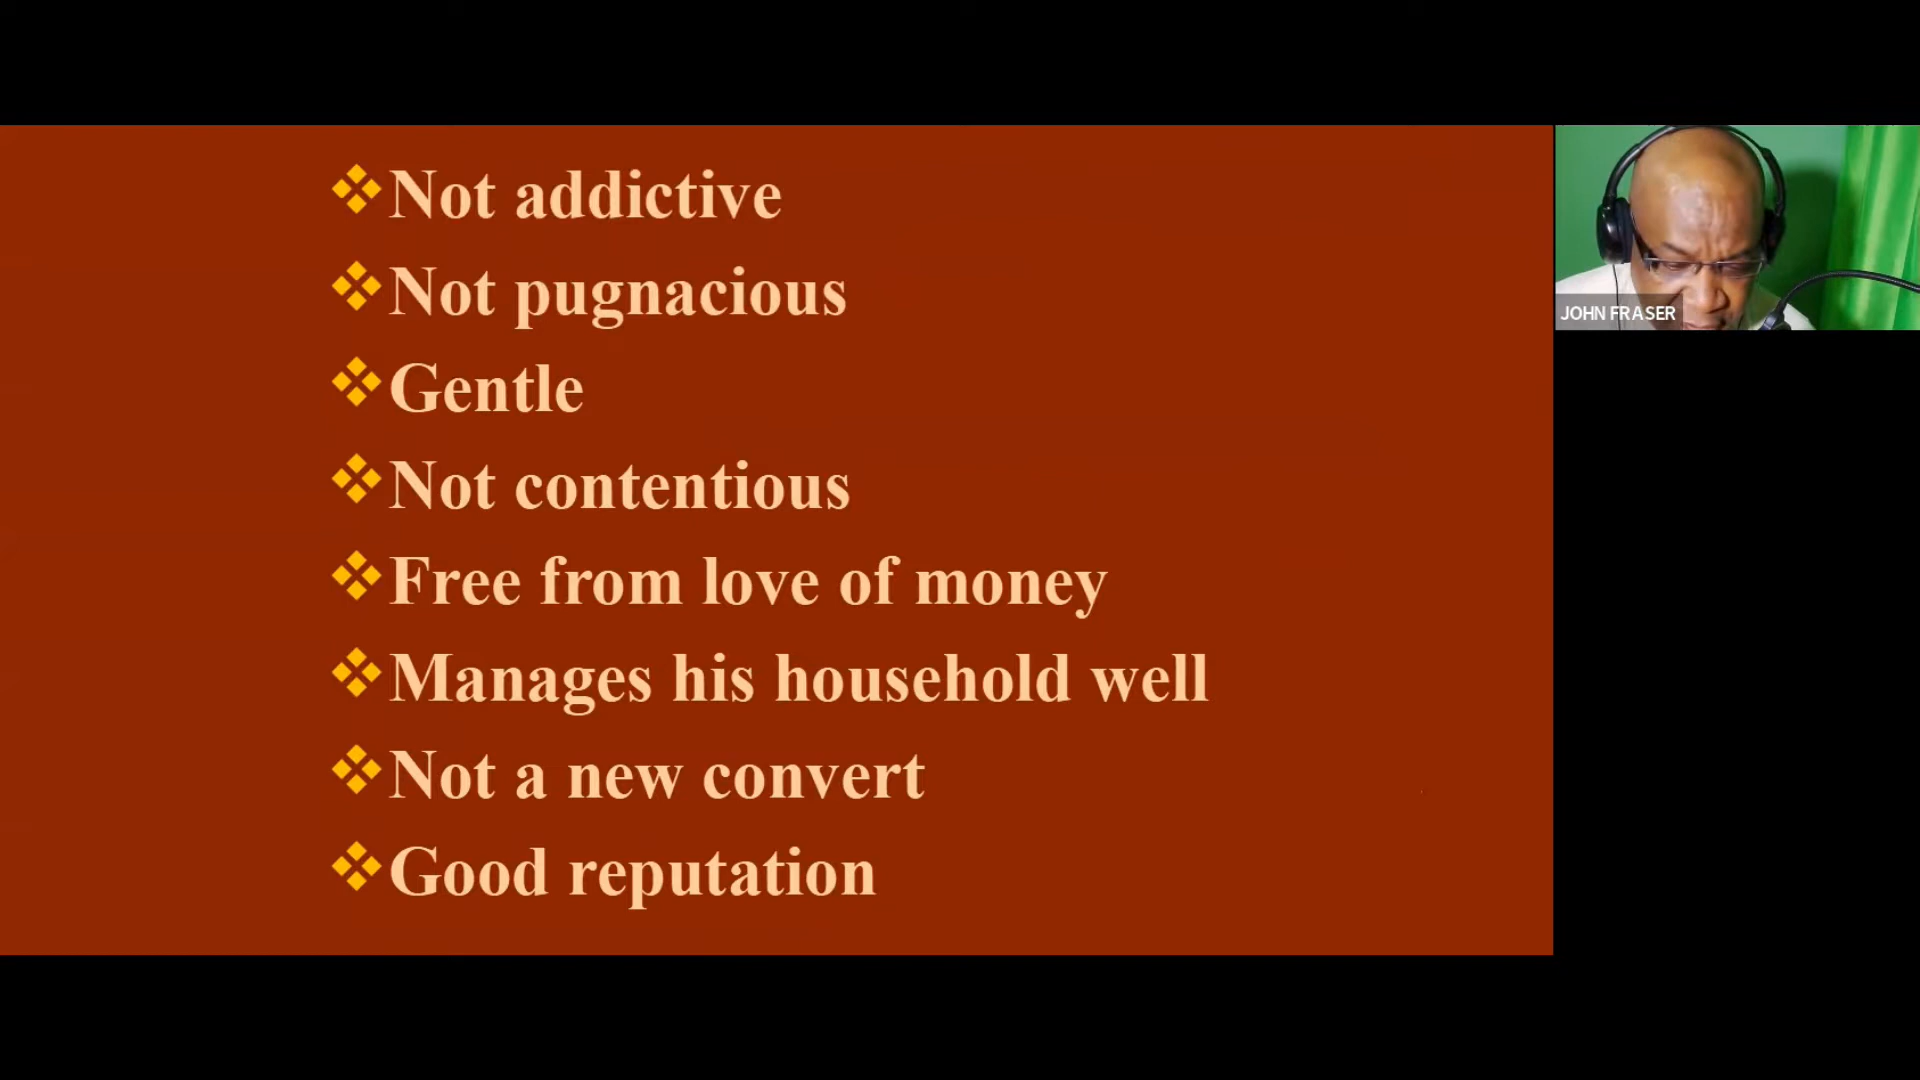 Not addictive
Not pugnacious
Gentle
Not contentious
Free from love of money
Manages his household well
Not a new convert
Good reputation
JOHN FRASER